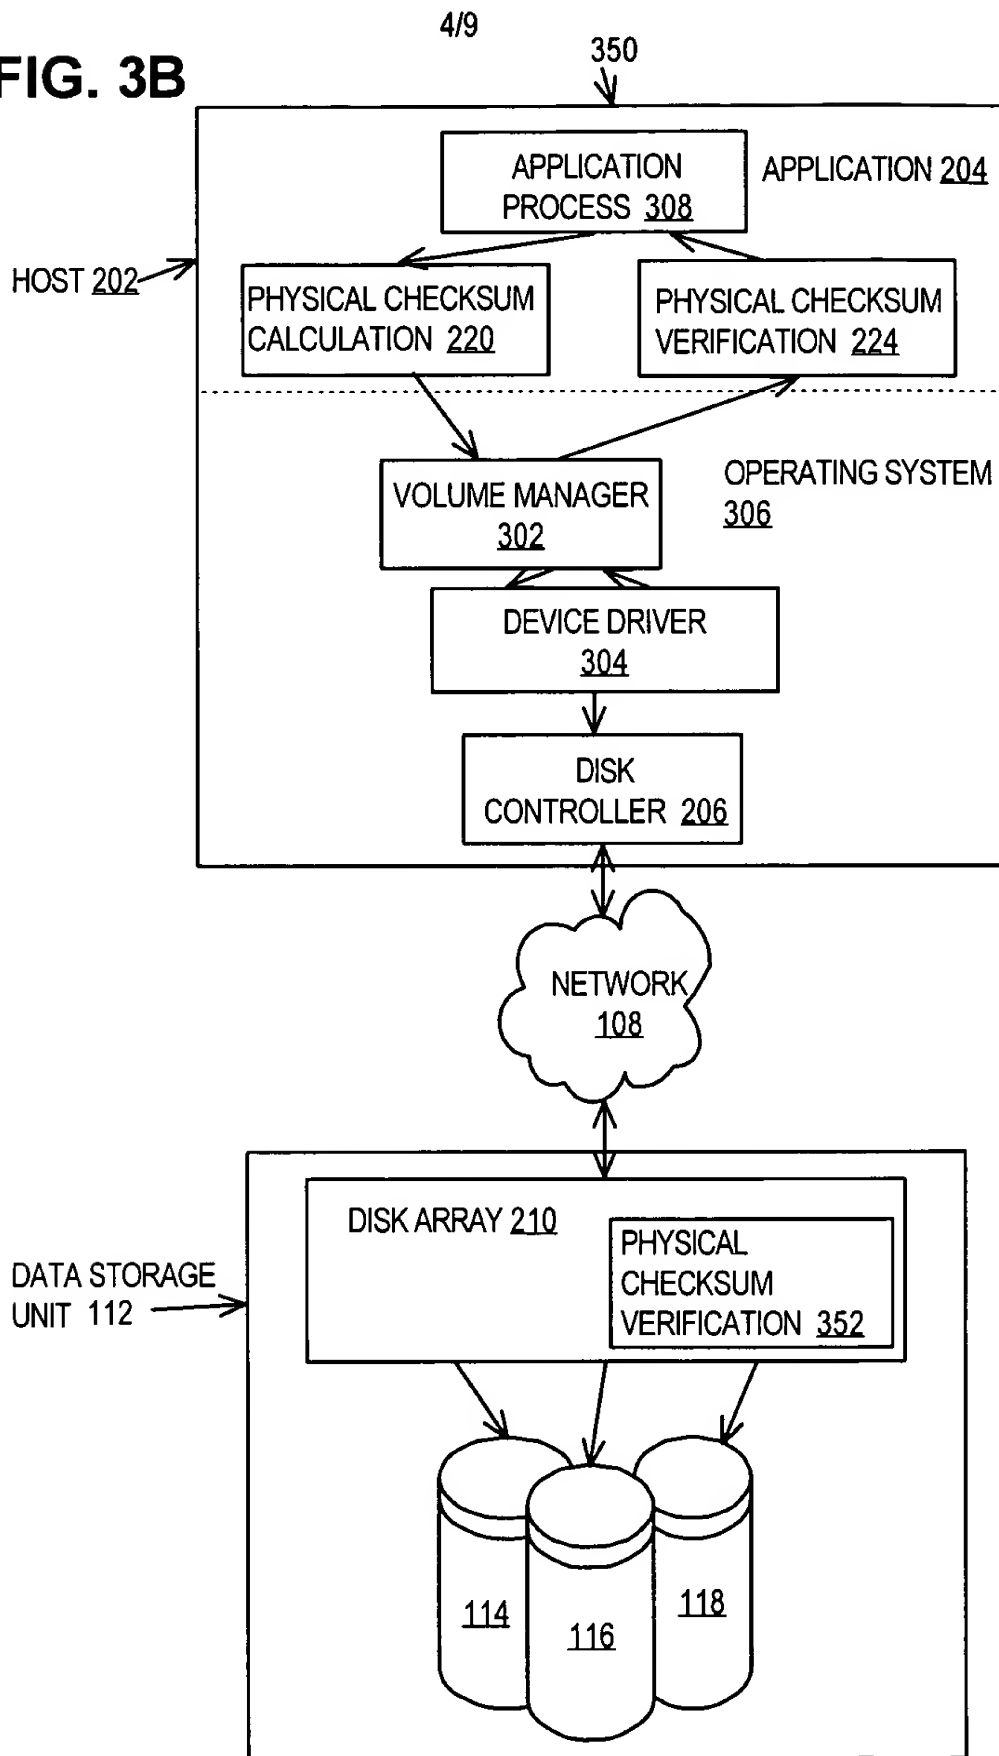 4/9
FIG. 3B
350
APPLICATION
PROCESS 308
APPLICATION 204
HOST 202
PHYSICAL CHECKSUM
CALCULATION 220
PHYSICAL CHECKSUM
VERIFICATION 224
VOLUME MANAGER
302
OPERATING SYSTEM
306
DEVICE DRIVER
304
DISK
CONTROLLER 206
NETWORK
108
DISK ARRAY 210
PHYSICAL
CHECKSUM
VERIFICATION 352
DATA STORAGE
UNIT 112
114
116
118